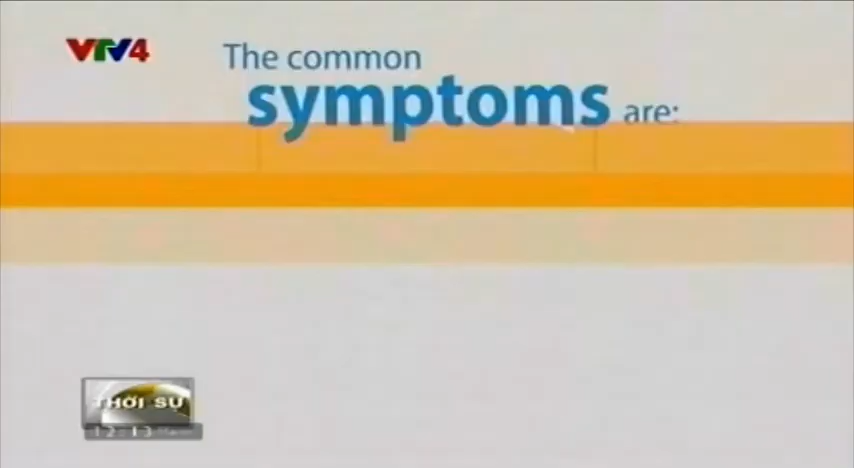 VTV4
The common
symptoms are:
THỜI SỰ
12:13